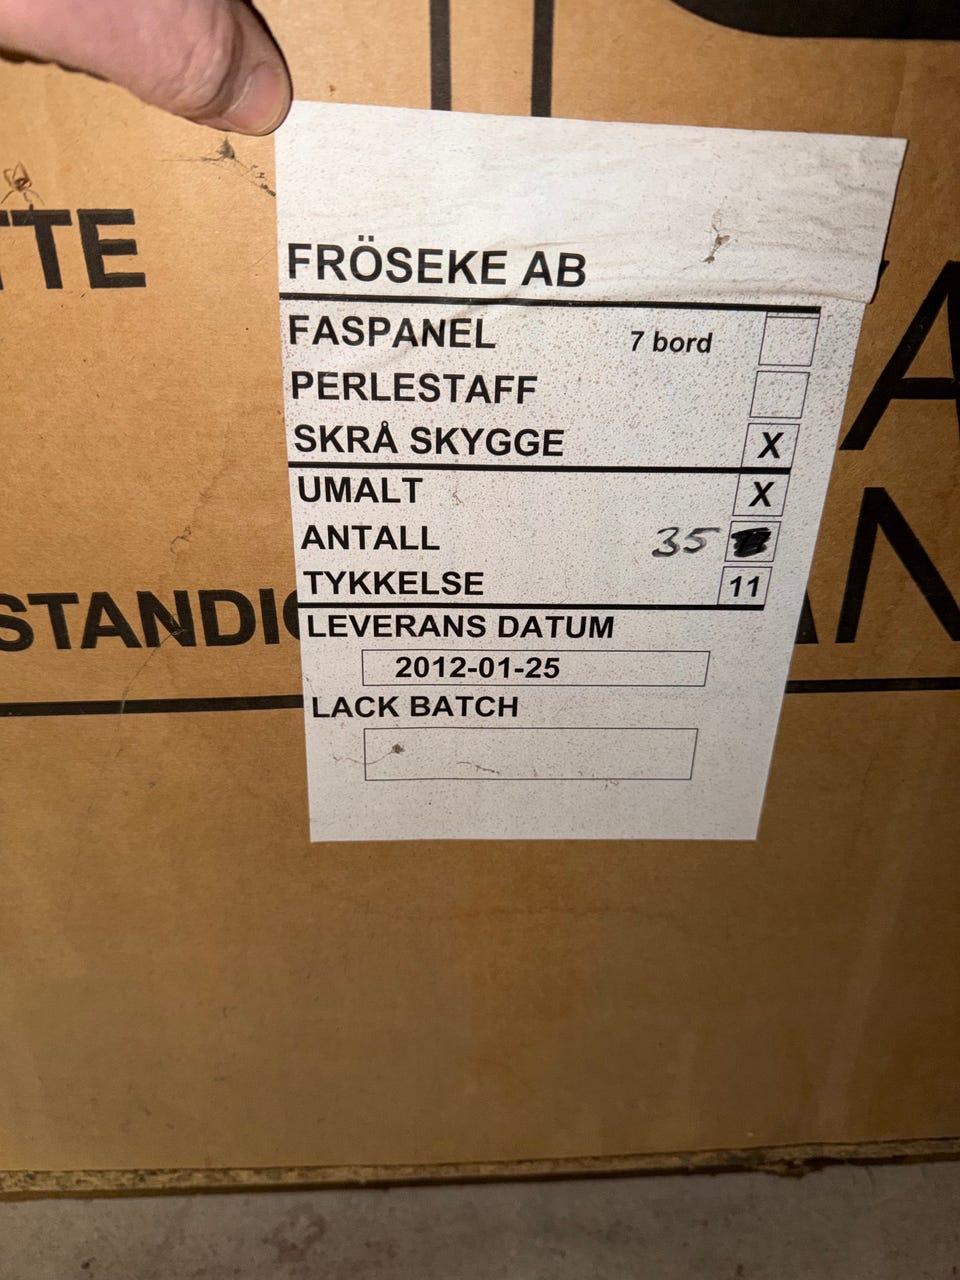 TTE
FRÖSEKE AB
FASPANEL 7 bord
PERLESTAFF
SKRÅ SKYGGE X
UMALT X
ANTALL 35
TYKKELSE 11
STANDI
LEVERANS DATUM
2012-01-25
LACK BATCH